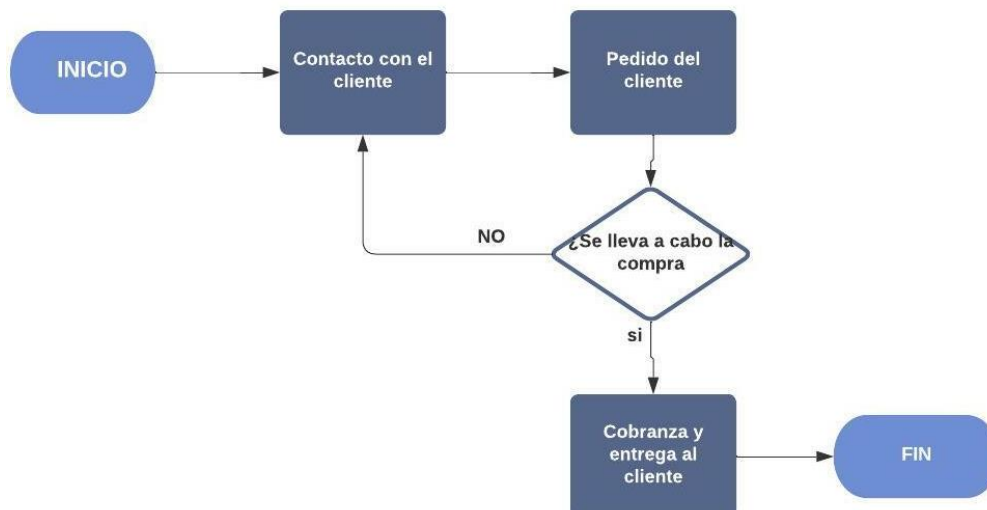 INICIO
Contacto con el
cliente
Pedido del
cliente
¿Se lleva a cabo la
compra
NO
si
Cobranza y
entrega al
cliente
FIN